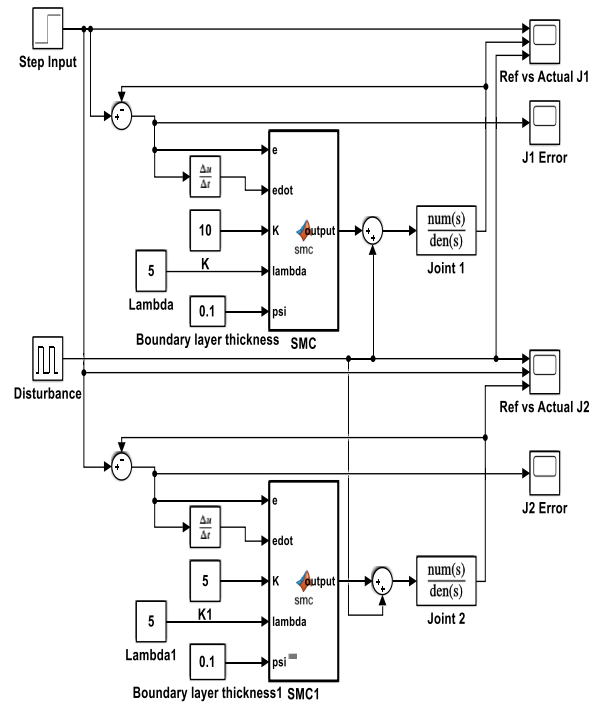 Step Input
Ref vs Actual J1
J1 Error
Δu
Δt
e
edot
10
K
output
smc
num(s)
den(s)
Joint 1
5
K
lambda
Lambda
0.1
psi
Boundary layer thickness
SMC
Disturbance
Ref vs Actual J2
J2 Error
e
Δu
Δt
edot
5
K
output
smc
num(s)
den(s)
Joint 2
5
K1
lambda
Lambda1
0.1
psi
Boundary layer thickness1
SMC1